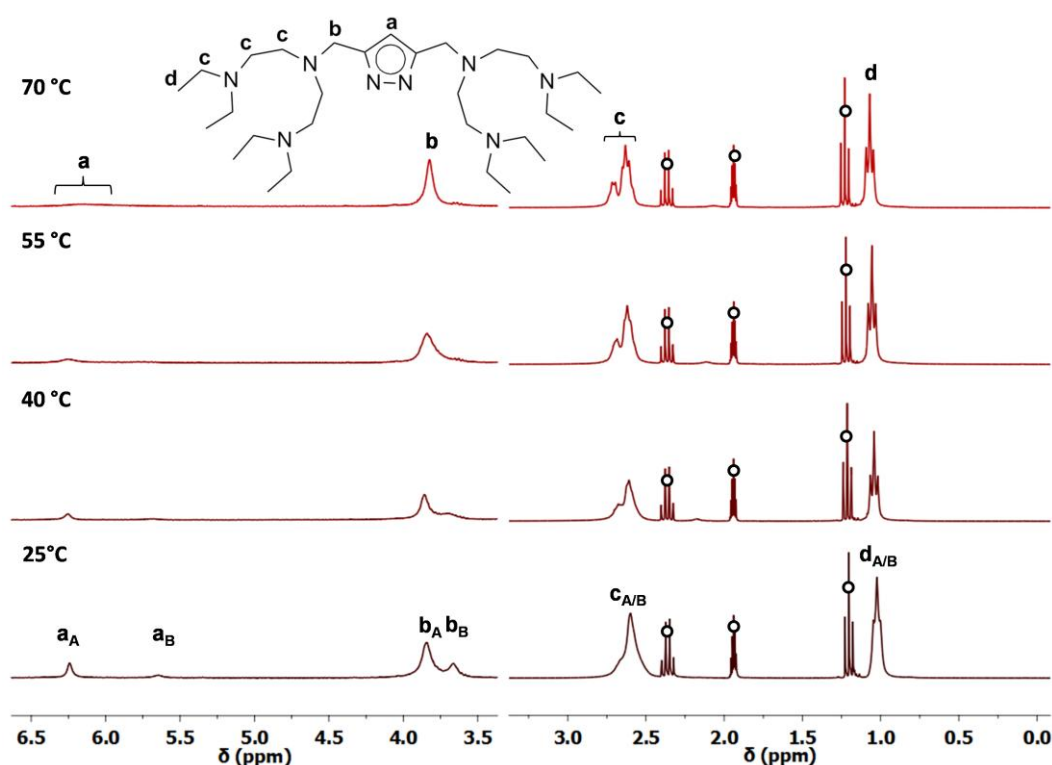 a
b
c
c
c
d
N
N
N
N
N
N
N–N
70 °C
a
b
c
d
55 °C
40 °C
25°C
aA
aB
bA
bB
cA/B
dA/B
6.5 6.0 5.5 5.0 4.5 4.0 3.5 3.0 2.5 2.0 1.5 1.0 0.5 0.0
δ (ppm) δ (ppm)